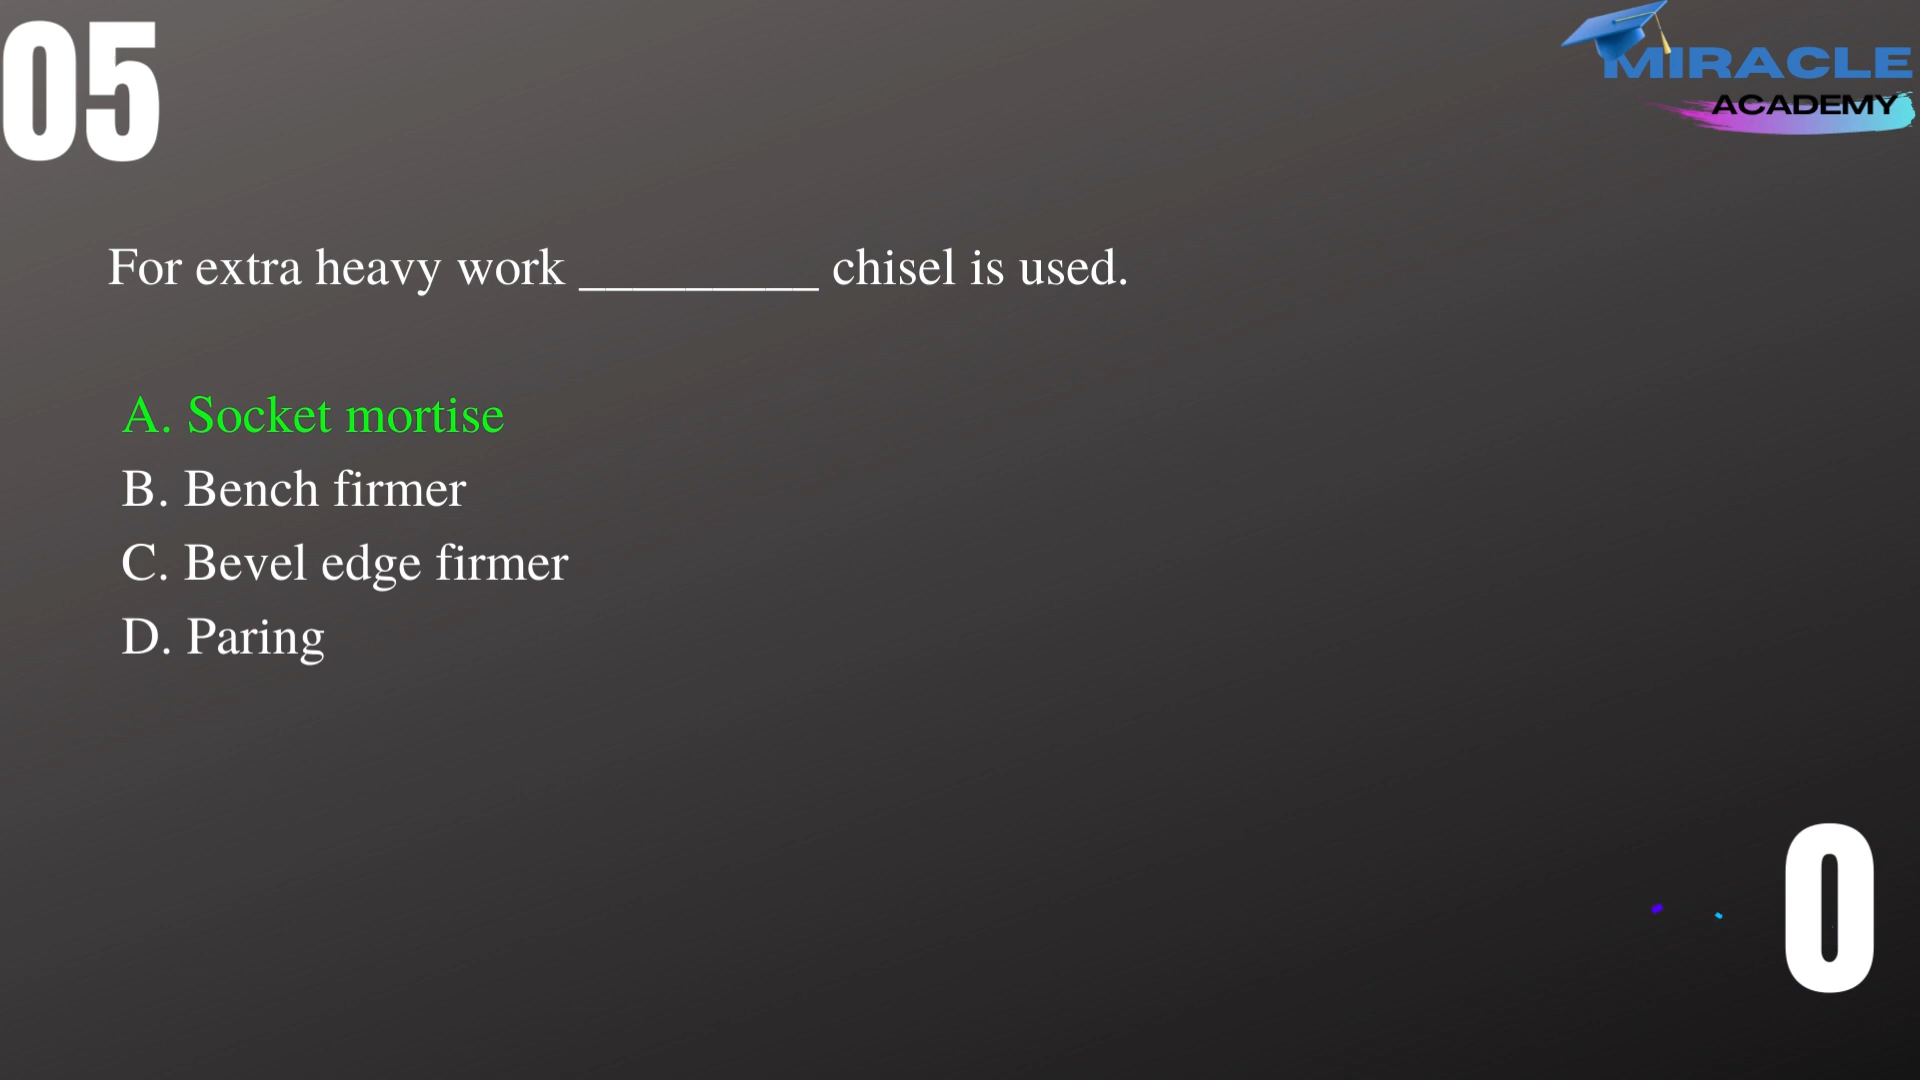 05
MIRACLE
ACADEMY
For extra heavy work _________ chisel is used.
A. Socket mortise
B. Bench firmer
C. Bevel edge firmer
D. Paring
0